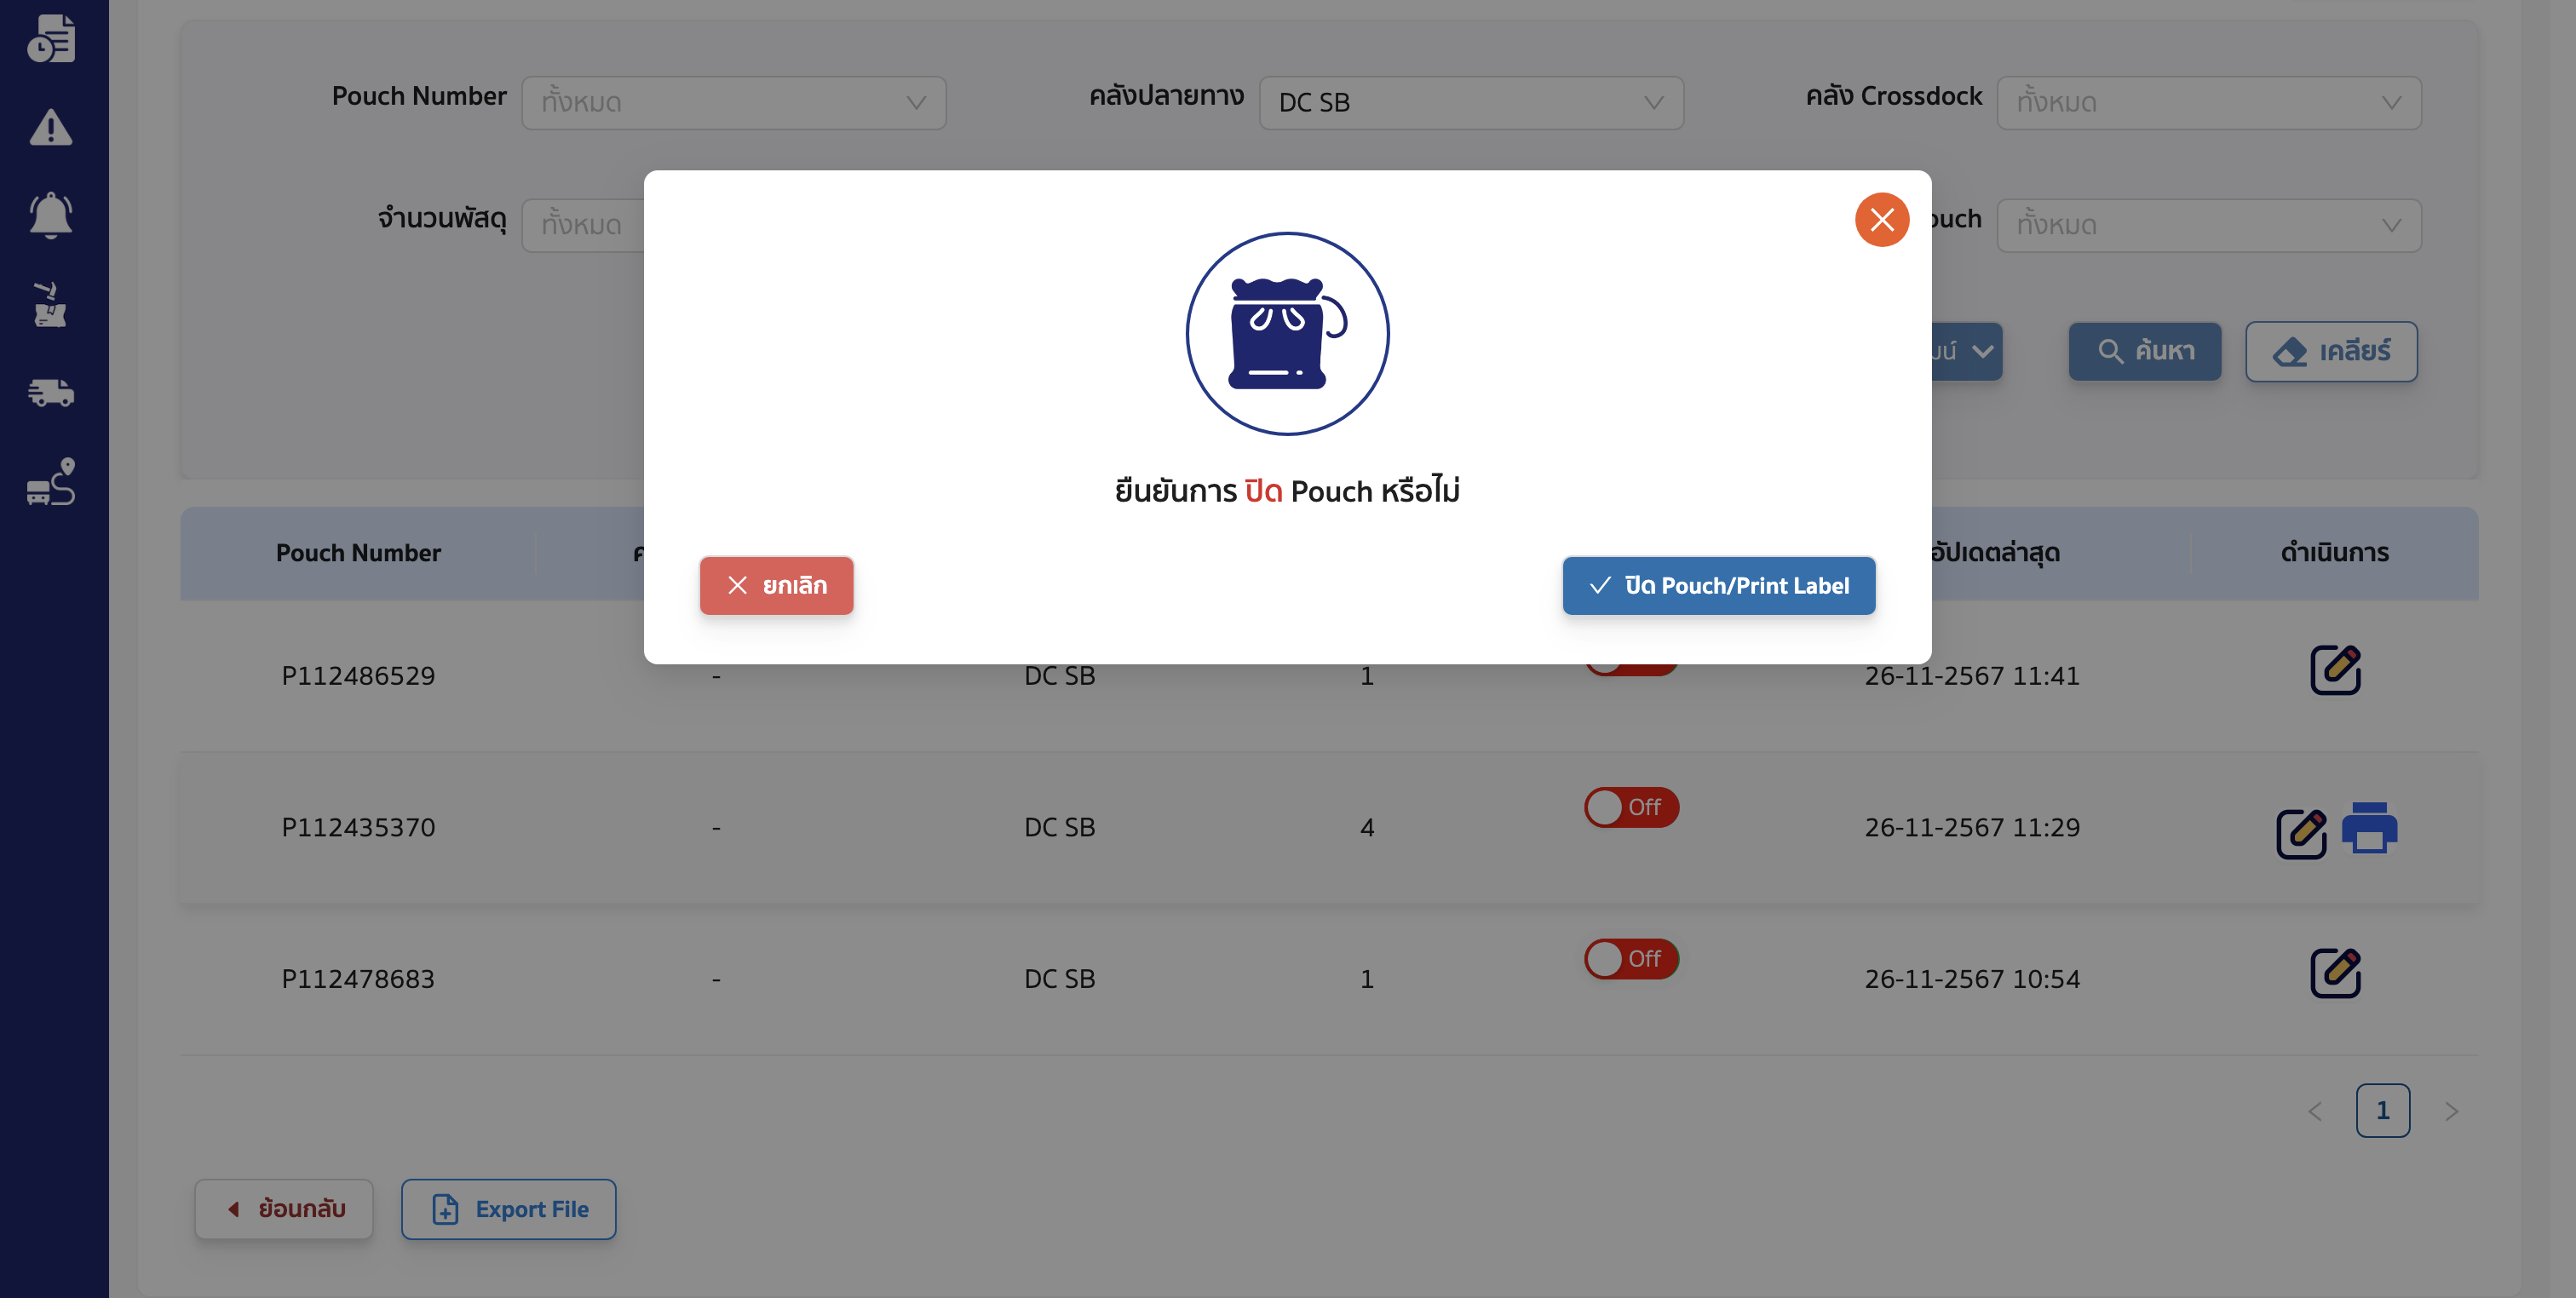 Pouch Number ทั้งหมด คลังปลายทาง DC SB คลัง Crossdock ทั้งหมด
จำนวนพัสดุ ทั้งหมด ouch ทั้งหมด
ค้นหา เคลียร์
ยืนยันการ ปิด Pouch หรือไม่
ยกเลิก ปิด Pouch/Print Label
Pouch Number อัปเดตล่าสุด ดำเนินการ
P112486529 - DC SB 1 26-11-2567 11:41
P112435370 - DC SB 4 Off 26-11-2567 11:29
P112478683 - DC SB 1 Off 26-11-2567 10:54
1
ย้อนกลับ Export File